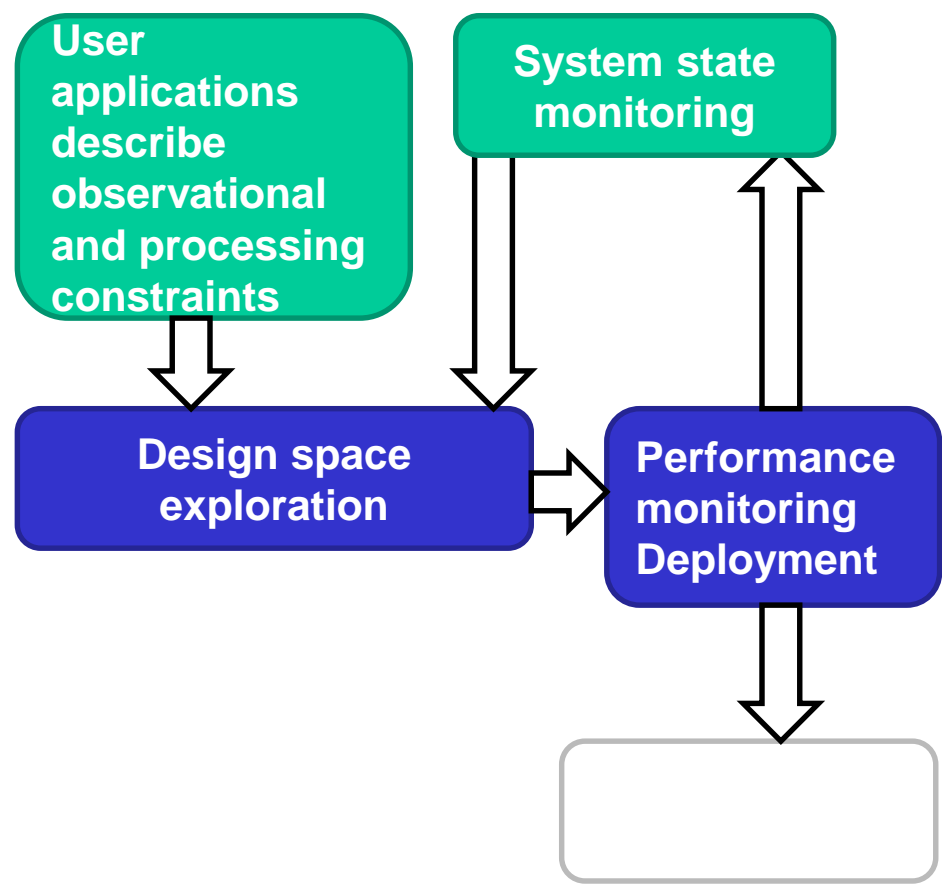 User
applications
describe
observational
and processing
constraints
System state
monitoring
Design space
exploration
Performance
monitoring
Deployment